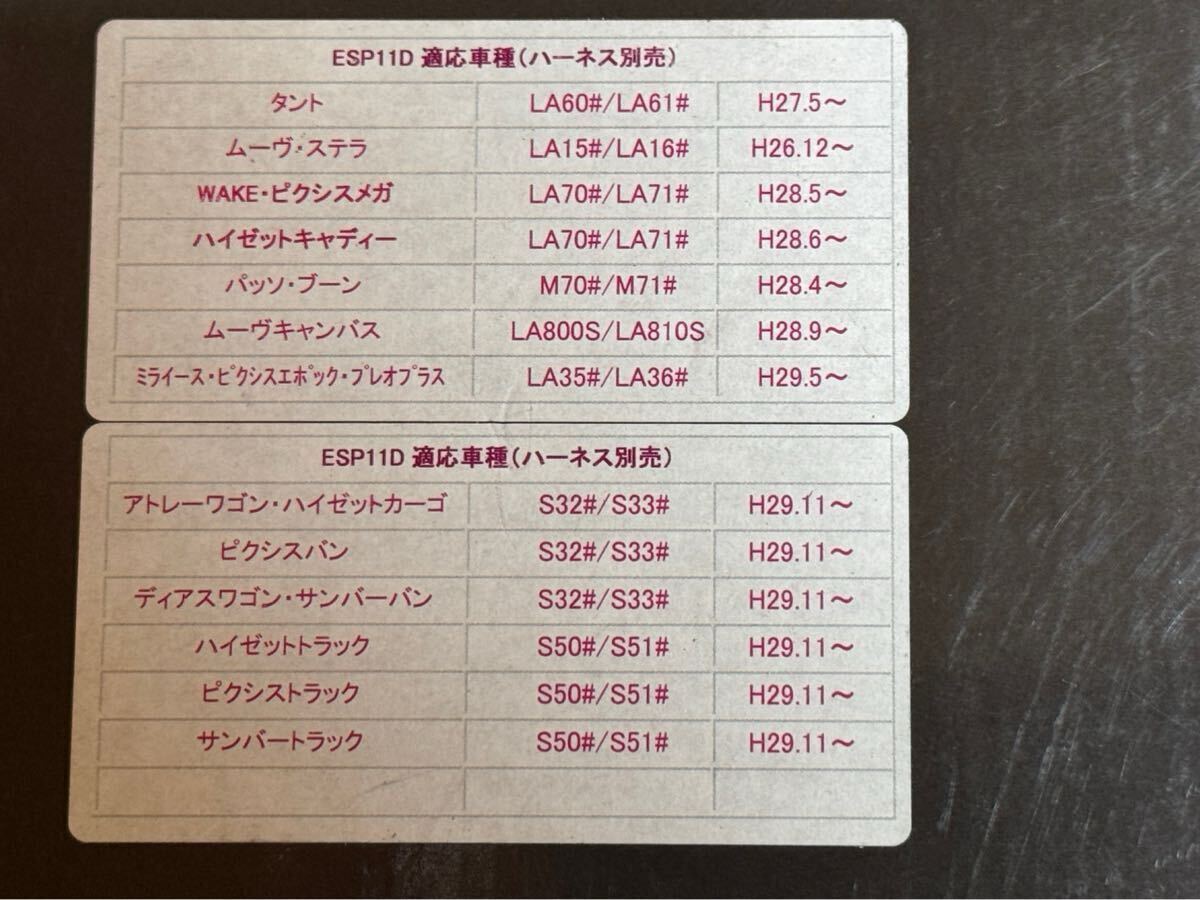 ESP11D 適応車種(ハーネス別売)
タント LA60#/LA61# H27.5〜
ムーヴ・ステラ LA15#/LA16# H26.12〜
WAKE・ピクシスメガ LA70#/LA71# H28.5〜
ハイゼットキャディー LA70#/LA71# H28.6〜
パッソ・ブーン M70#/M71# H28.4〜
ムーヴキャンバス LA800S/LA810S H28.9〜
ミライース・ピクシスエポック・プレオプラス LA35#/LA36# H29.5〜
ESP11D 適応車種(ハーネス別売)
アトレーワゴン・ハイゼットカーゴ S32#/S33# H29.11〜
ピクシスバン S32#/S33# H29.11〜
ディアスワゴン・サンバーバン S32#/S33# H29.11〜
ハイゼットトラック S50#/S51# H29.11〜
ピクシストラック S50#/S51# H29.11〜
サンバートラック S50#/S51# H29.11〜